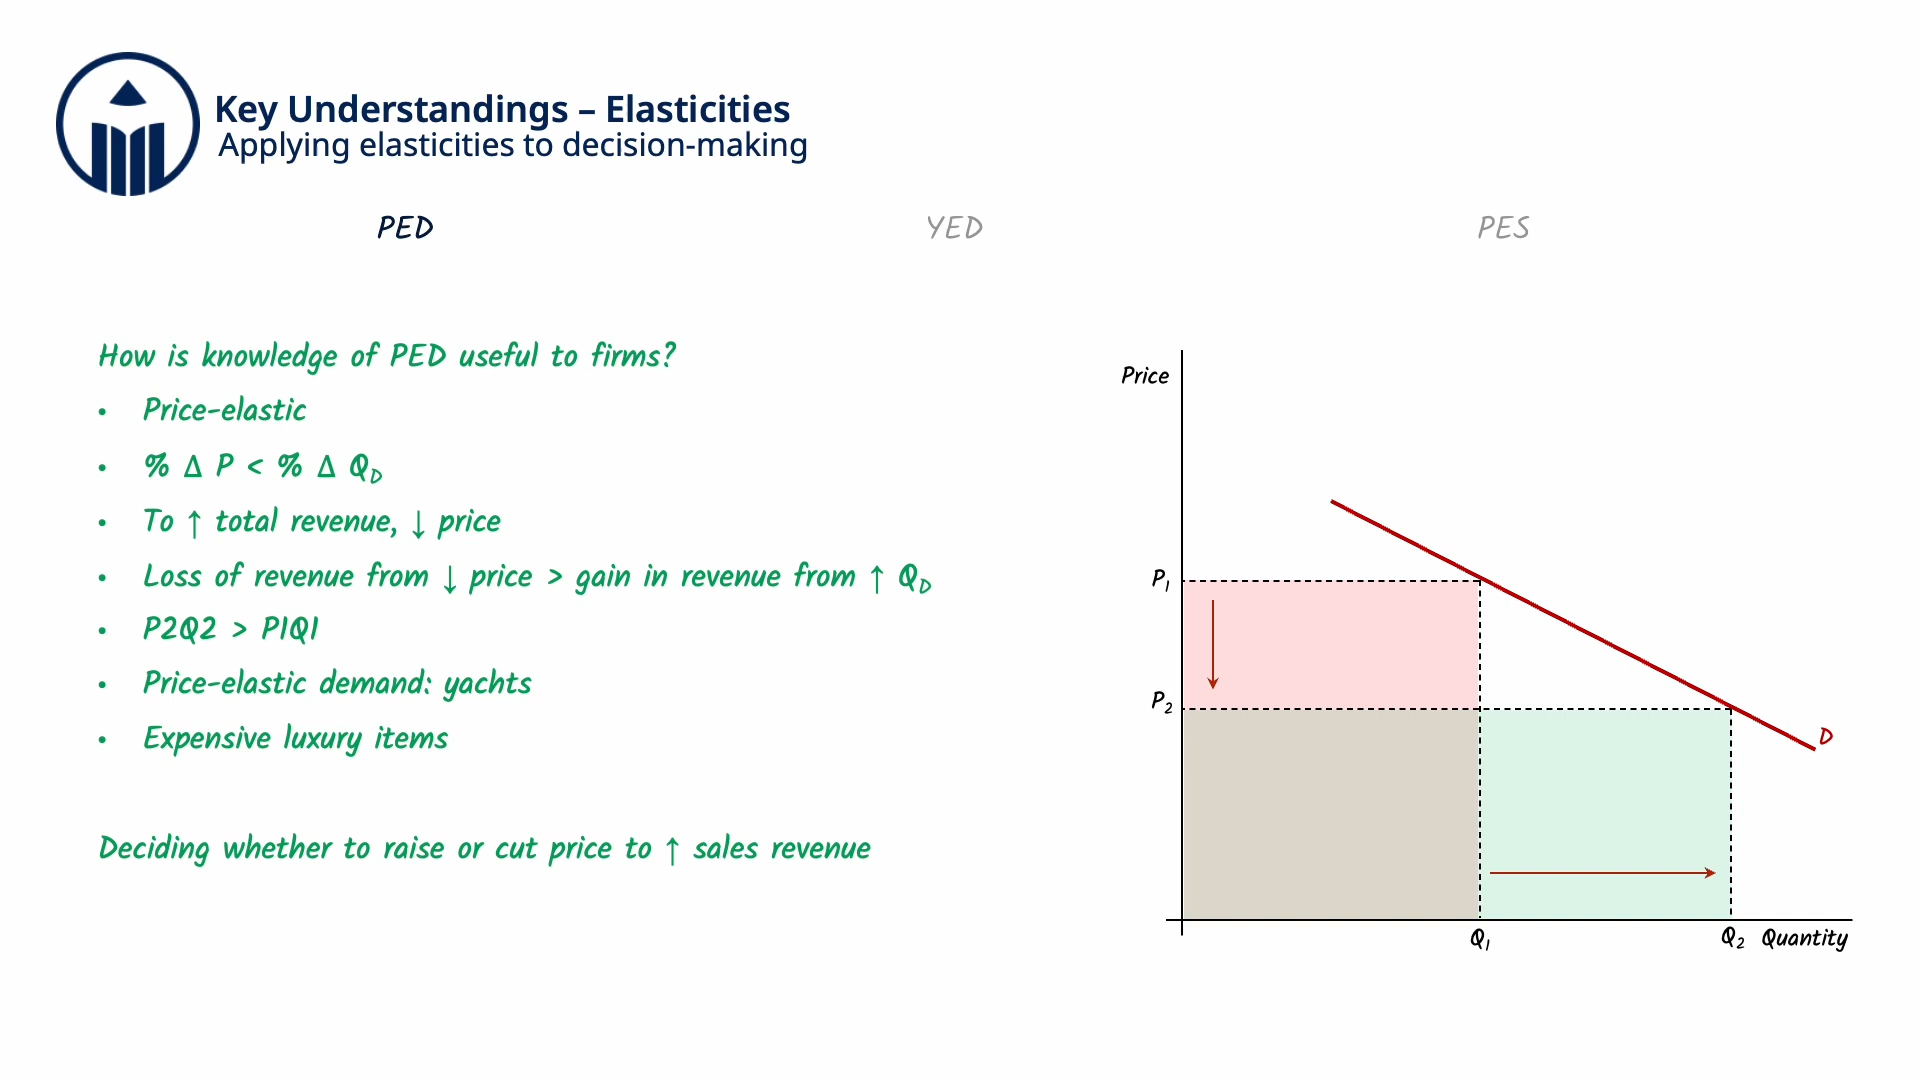 Key Understandings – Elasticities
Applying elasticities to decision-making
PED YED PES
How is knowledge of PED useful to firms?
• Price-elastic
• % Δ P < % Δ Q_D
• To ↑ total revenue, ↓ price
• Loss of revenue from ↓ price > gain in revenue from ↑ Q_D
• P2Q2 > P1Q1
• Price-elastic demand: yachts
• Expensive luxury items
Deciding whether to raise or cut price to ↑ sales revenue
Price
P₁
P₂
D
Q₁ Q₂ Quantity